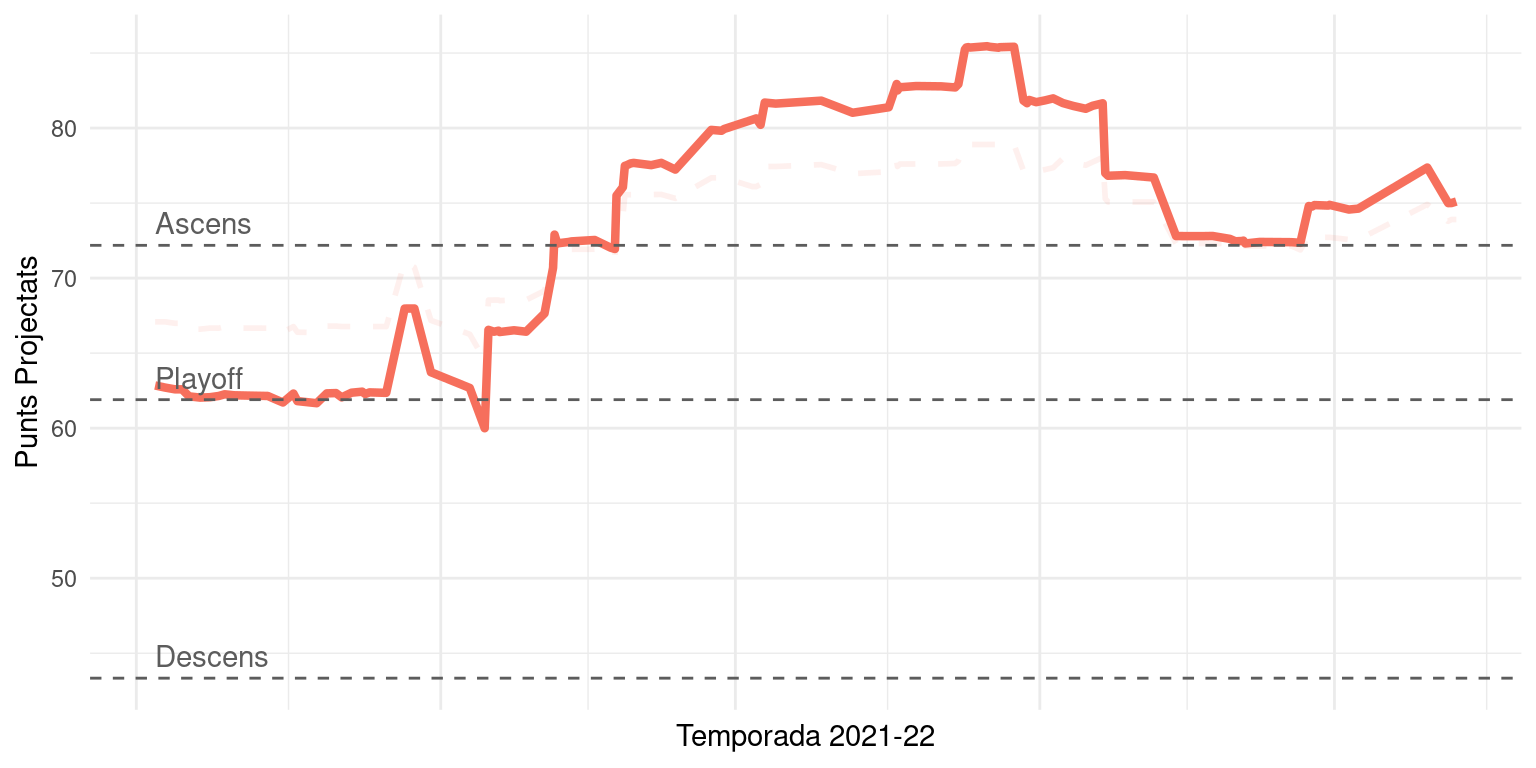 Punts Projectats
80
70
60
50
Ascens
Playoff
Descens
Temporada 2021-22